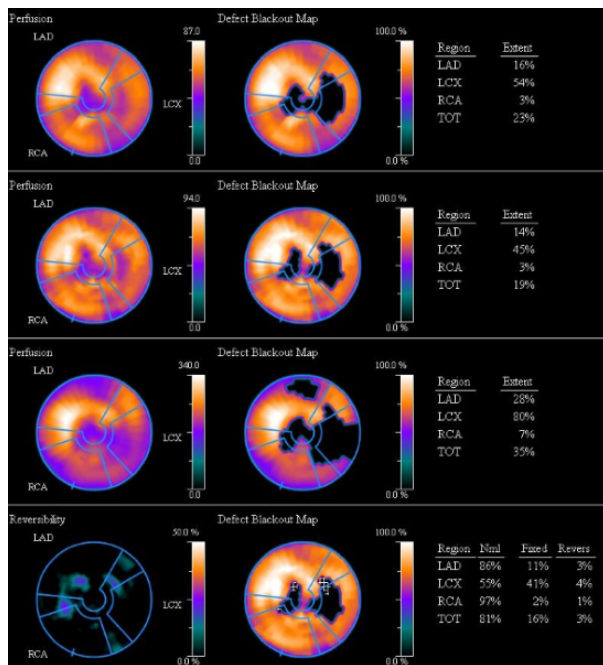 Perfusion Defect Blackout Map
LAD 87.0 100.0 %
LCX
RCA 0.0 0.0 %
Region Extent
LAD 16%
LCX 54%
RCA 3%
TOT 23%
Perfusion Defect Blackout Map
LAD 94.0 100.0 %
LCX
RCA 0.0 0.0 %
Region Extent
LAD 14%
LCX 45%
RCA 3%
TOT 19%
Perfusion Defect Blackout Map
LAD 340.0 100.0 %
LCX
RCA 0.0 0.0 %
Region Extent
LAD 28%
LCX 80%
RCA 7%
TOT 35%
Reversibility Defect Blackout Map
LAD 50.0 % 100.0 %
LCX
RCA 0.0 % 0.0 %
Region Nml Fixed Revers
LAD 86% 11% 3%
LCX 55% 41% 4%
RCA 97% 2% 1%
TOT 81% 16% 3%